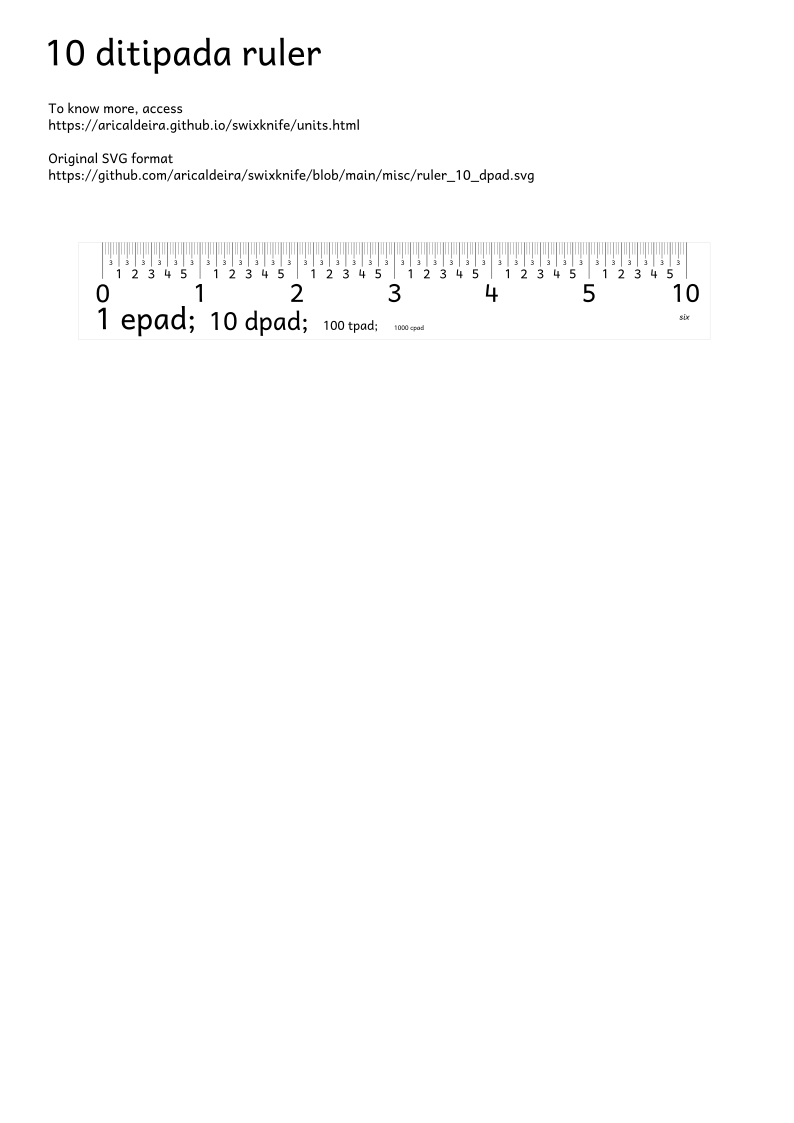 10 ditipada ruler
To know more, access
https://aricaldeira.github.io/swixknife/units.html
Original SVG format
https://github.com/aricaldeira/swixknife/blob/main/misc/ruler_10_dpad.svg
3 3 3 3 3 3 3 3 3 3 3 3 3 3 3 3 3 3 3 3 3 3 3 3 3 3 3 3 3 3 3 3 3 3 3 3
1 2 3 4 5 1 2 3 4 5 1 2 3 4 5 1 2 3 4 5 1 2 3 4 5 1 2 3 4 5
0 1 2 3 4 5 10
1 epad; 10 dpad; 100 tpad; 1000 cpad six